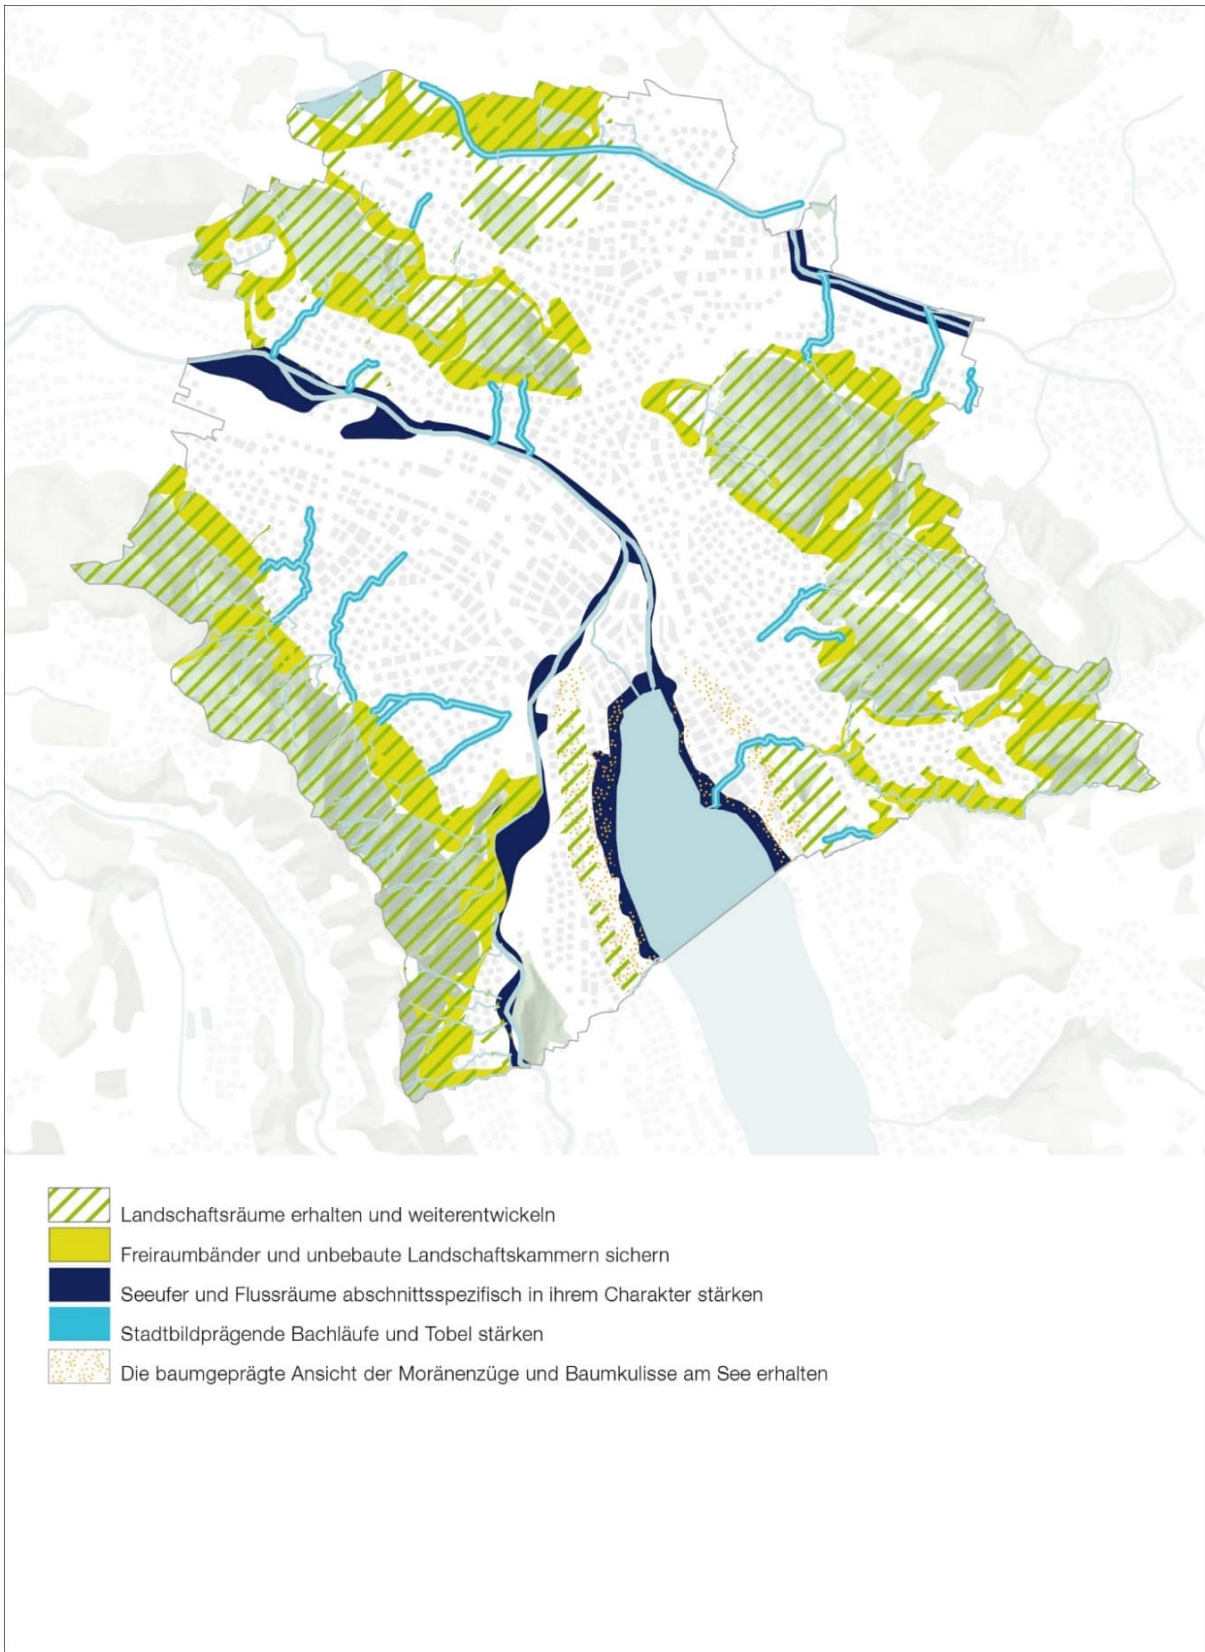 Landschaftsräume erhalten und weiterentwickeln
Freiraumbänder und unbebaute Landschaftskammern sichern
Seeufer und Flussräume abschnittsspezifisch in ihrem Charakter stärken
Stadtbildprägende Bachläufe und Tobel stärken
Die baumgeprägte Ansicht der Moränenzüge und Baumkulisse am See erhalten